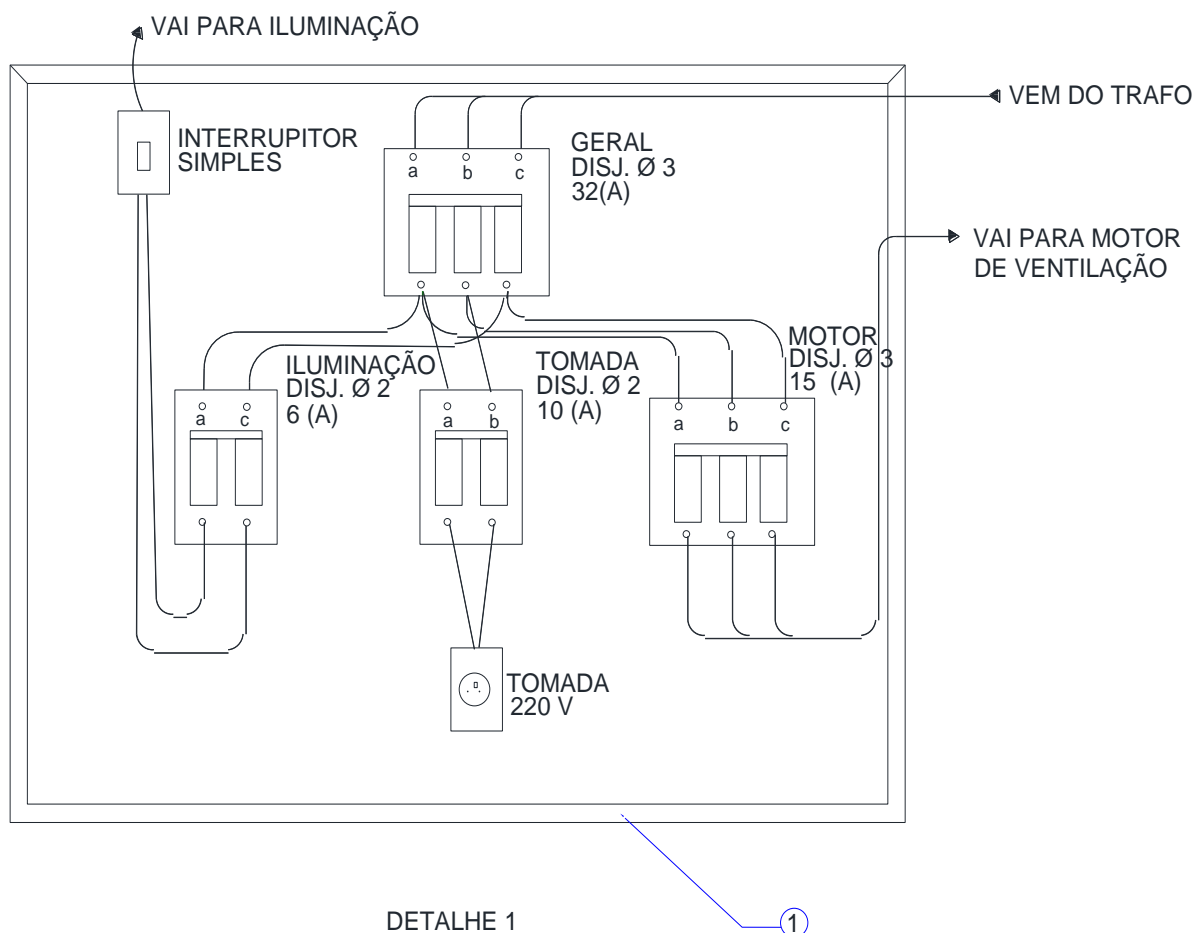 VAI PARA ILUMINAÇÃO
VEM DO TRAFO
INTERRUPITOR
SIMPLES
GERAL
DISJ. Ø 3
32(A)
a b c
VAI PARA MOTOR
DE VENTILAÇÃO
ILUMINAÇÃO
DISJ. Ø 2
6 (A)
a c
TOMADA
DISJ. Ø 2
10 (A)
a b
MOTOR
DISJ. Ø 3
15 (A)
a b c
TOMADA
220 V
DETALHE 1
1